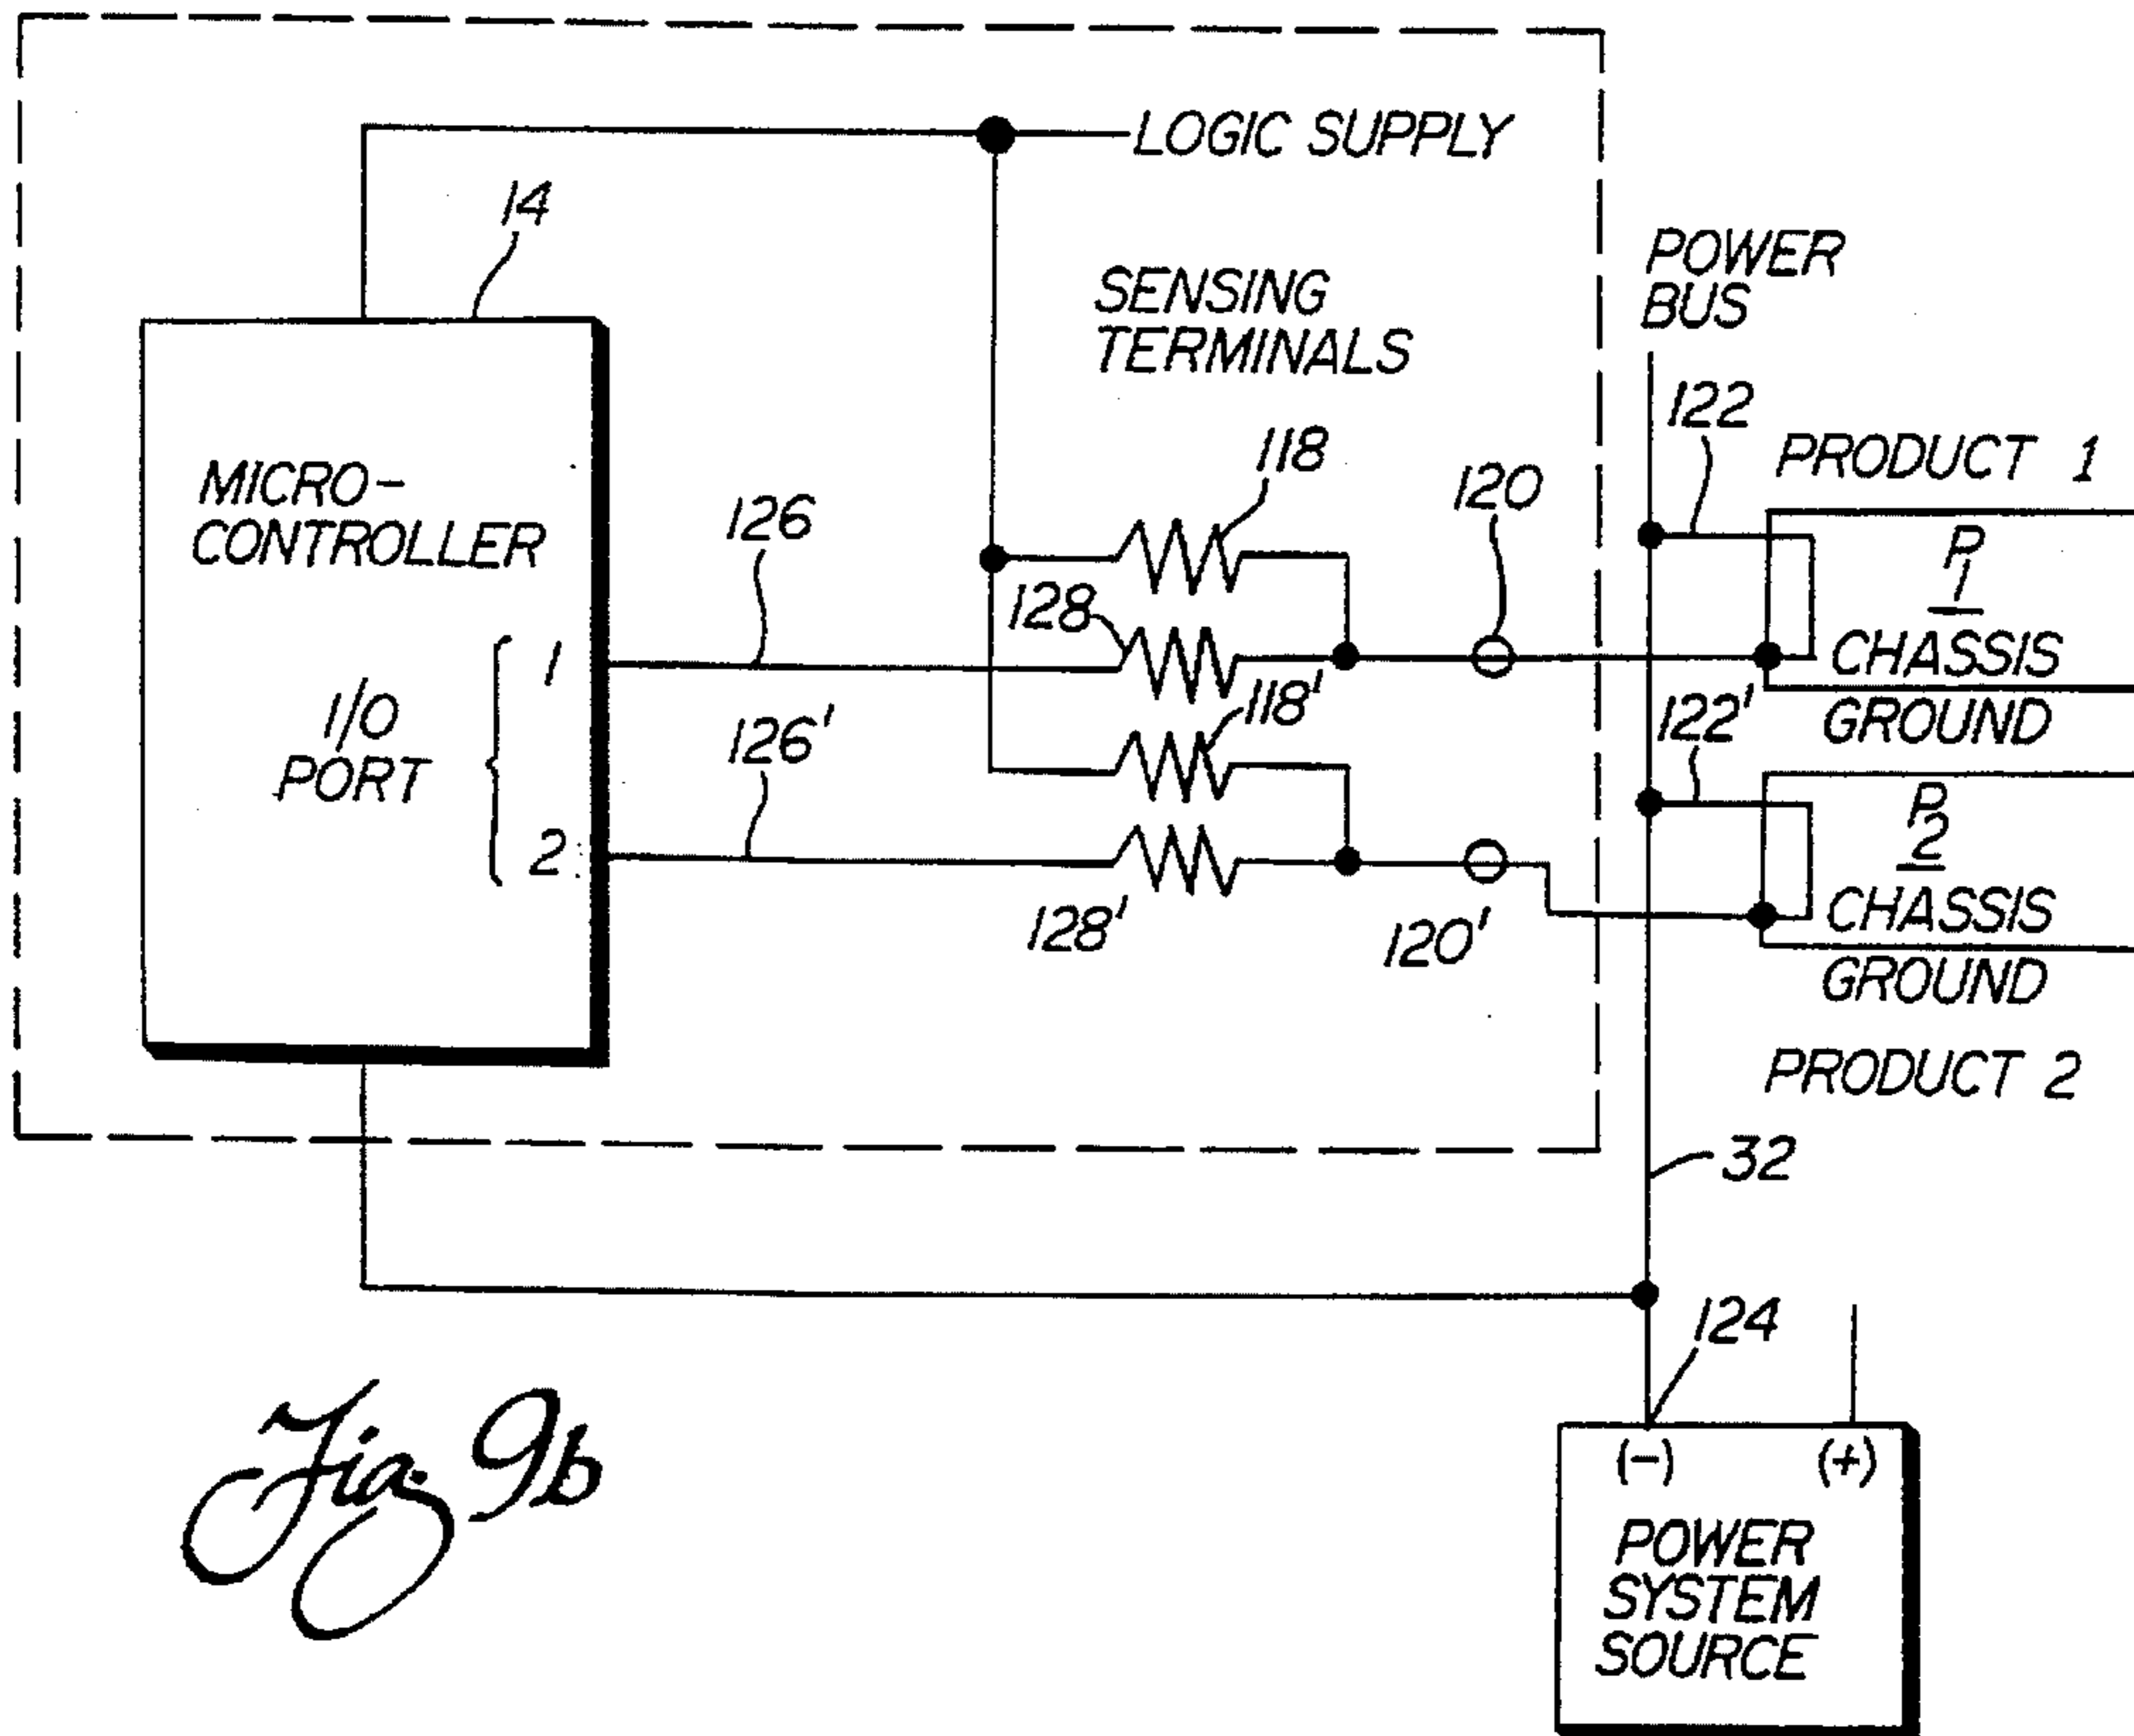 LOGIC SUPPLY
14
SENSING
TERMINALS
POWER
BUS
122
PRODUCT 1
118
120
MICRO-
CONTROLLER
126
128
P
1
CHASSIS
GROUND
1
I/O
PORT
126'
118'
122'
2
128'
120'
P
2
CHASSIS
GROUND
PRODUCT 2
32
124
Fig. 9b
(-) (+)
POWER
SYSTEM
SOURCE